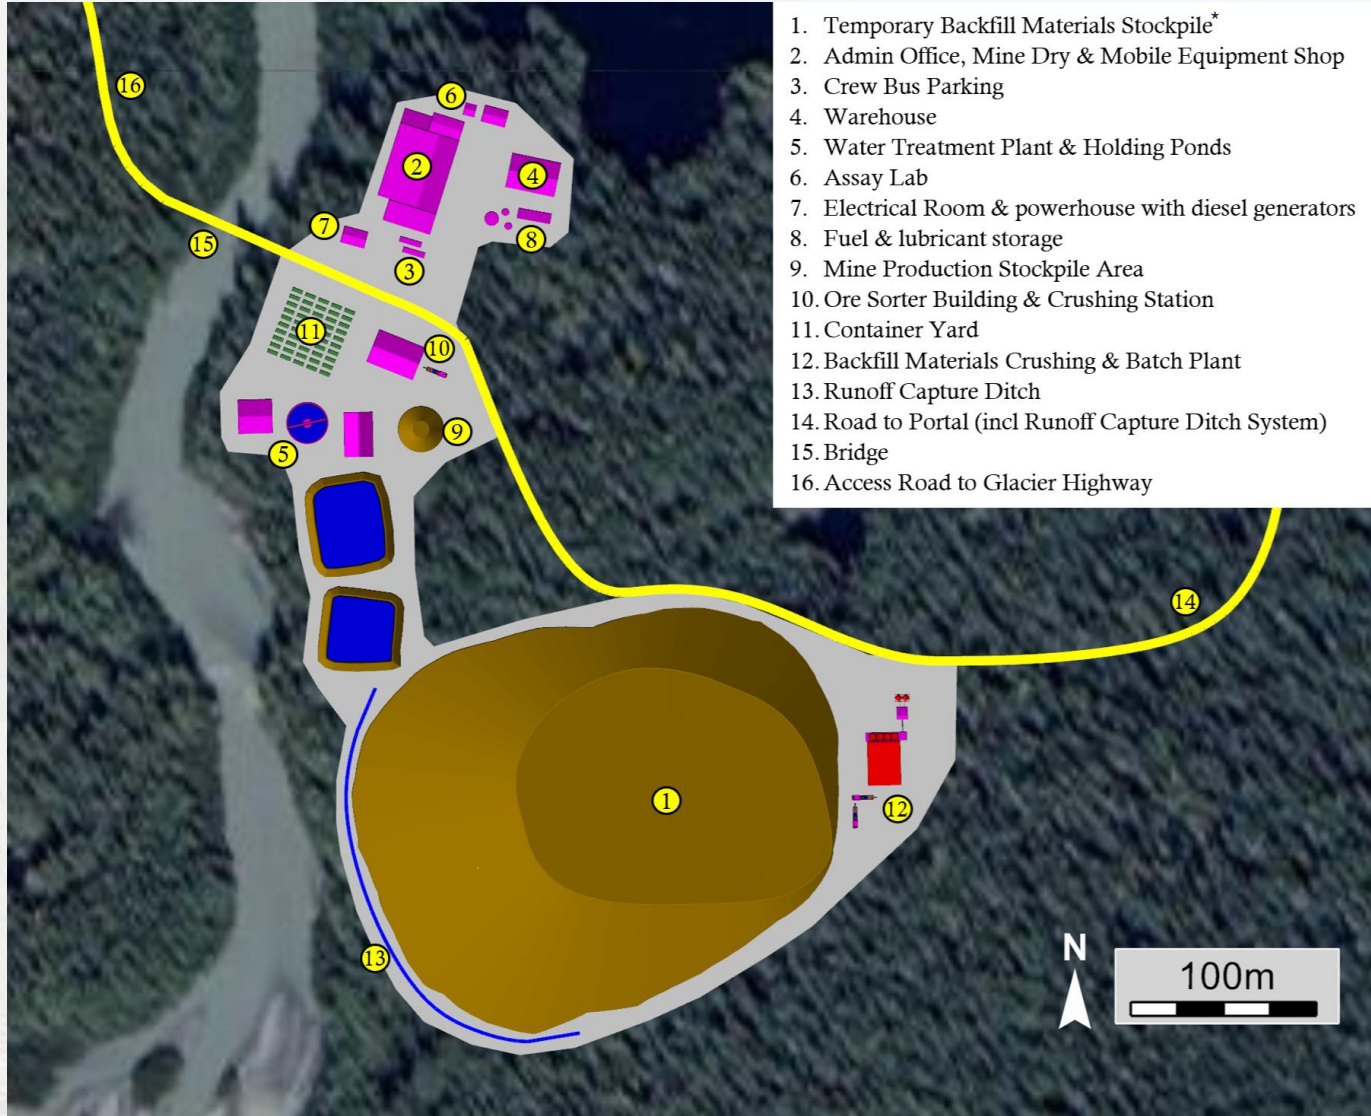 1. Temporary Backfill Materials Stockpile*
2. Admin Office, Mine Dry & Mobile Equipment Shop
3. Crew Bus Parking
4. Warehouse
5. Water Treatment Plant & Holding Ponds
6. Assay Lab
7. Electrical Room & powerhouse with diesel generators
8. Fuel & lubricant storage
9. Mine Production Stockpile Area
10. Ore Sorter Building & Crushing Station
11. Container Yard
12. Backfill Materials Crushing & Batch Plant
13. Runoff Capture Ditch
14. Road to Portal (incl Runoff Capture Ditch System)
15. Bridge
16. Access Road to Glacier Highway
16
6
2
4
7
15
8
3
11
10
9
5
14
1
12
13
N
100m